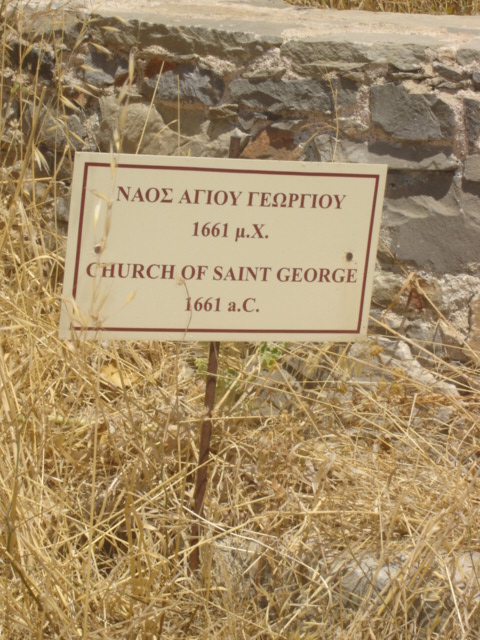 ΝΑΟΣ ΑΓΙΟΥ ΓΕΩΡΓΙΟΥ
1661 μ.Χ.
CHURCH OF SAINT GEORGE
1661 a.C.